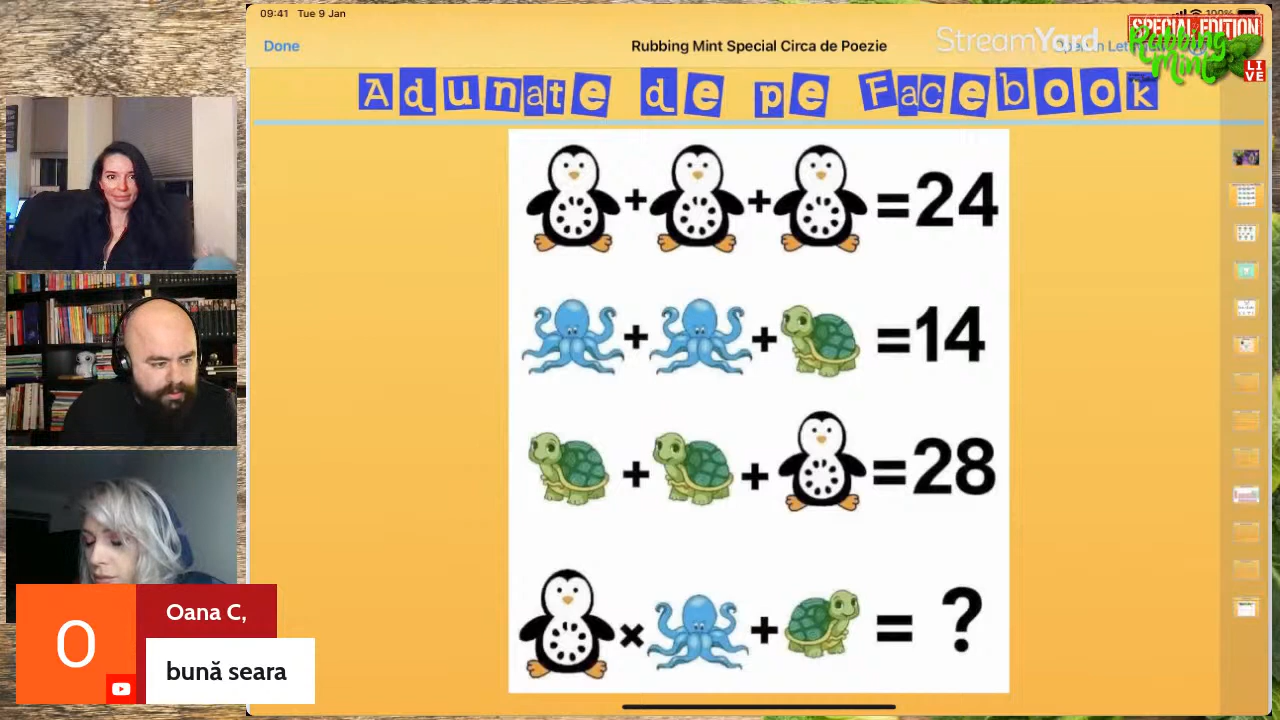 09:41 Tue 9 Jan
100%
Done
Rubbing Mint Special Circa de Poezie
StreamYard
SPECIAL EDITION
Rubbing
Mint
LIVE
Adunate de pe Facebook
+ + =24
+ + =14
+ + =28
× + = ?
O
Oana C,
bună seara